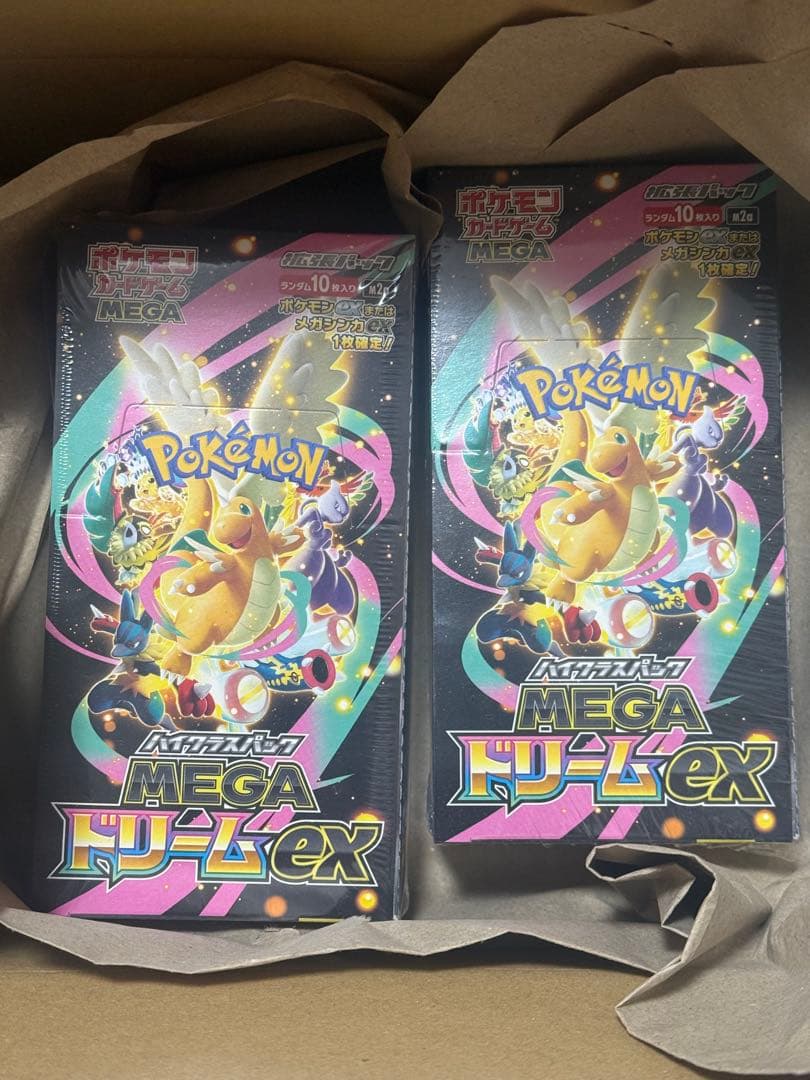 ポケモン
カードゲーム
MEGA
拡張パック
ランダム10枚入り M2a
ポケモンexまたは
メガシンカex
1枚確定!
POKÉMON
ハイクラスパック
MEGA
ドリームex
ポケモン
カードゲーム
MEGA
拡張パック
ランダム10枚入り M2a
ポケモンexまたは
メガシンカex
1枚確定!
POKÉMON
ハイクラスパック
MEGA
ドリームex